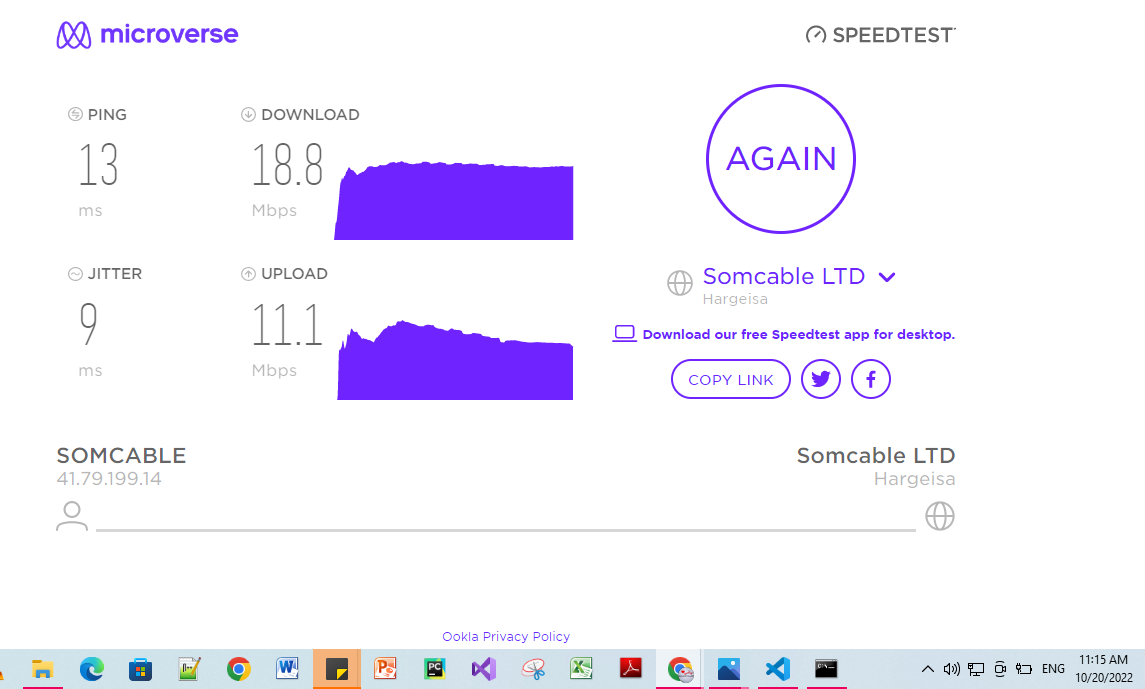 microverse
SPEEDTEST
PING
13
ms
DOWNLOAD
18.8
Mbps
AGAIN
JITTER
9
ms
UPLOAD
11.1
Mbps
Somcable LTD
Hargeisa
Download our free Speedtest app for desktop.
COPY LINK
SOMCABLE
41.79.199.14
Somcable LTD
Hargeisa
Ookla Privacy Policy
ENG
11:15 AM
10/20/2022